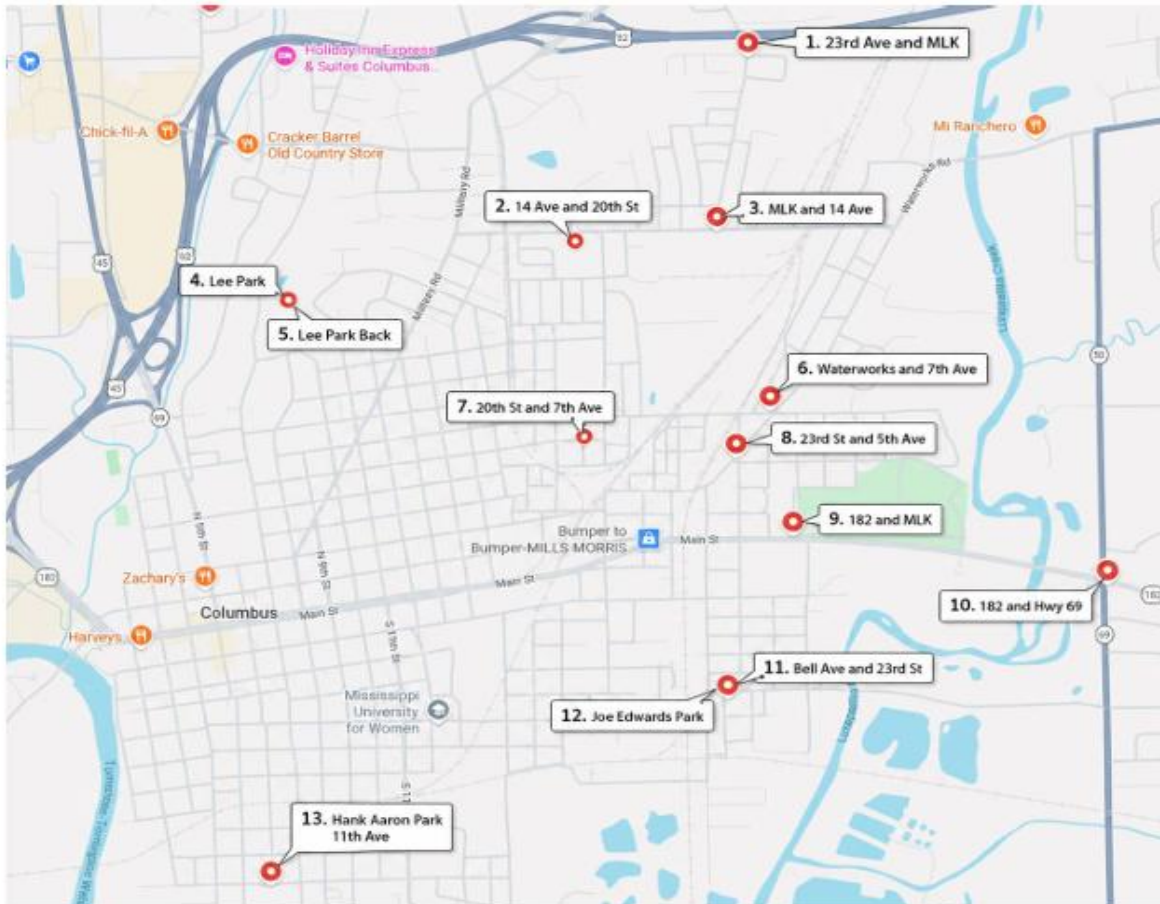 82
1. 23rd Ave and MLK
Holiday Inn Express
& Suites Columbus...
Chick-fil-A
Cracker Barrel
Old Country Store
Mi Ranchero
Military Rd
Waterworks Rd
2. 14 Ave and 20th St
3. MLK and 14 Ave
45
4. Lee Park
Military Rd
5. Lee Park Back
50
45
6. Waterworks and 7th Ave
69
7. 20th St and 7th Ave
8. 23rd St and 5th Ave
N 5th St
9. 182 and MLK
Bumper to
Bumper-MILLS MORRIS
Main St
N 9th St
Zachary's
Main St
10. 182 and Hwy 69
182
Columbus
Main St
Harveys
S 11th St
69
11. Bell Ave and 23rd St
12. Joe Edwards Park
Mississippi
University
for Women
13. Hank Aaron Park
11th Ave